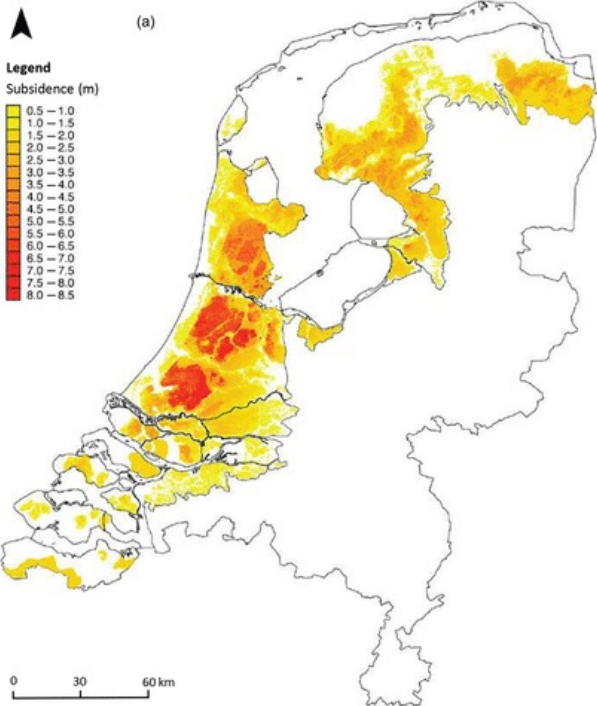 (a)
Legend
Subsidence (m)
0.5 – 1.0
1.0 – 1.5
1.5 – 2.0
2.0 – 2.5
2.5 – 3.0
3.0 – 3.5
3.5 – 4.0
4.0 – 4.5
4.5 – 5.0
5.0 – 5.5
5.5 – 6.0
6.0 – 6.5
6.5 – 7.0
7.0 – 7.5
7.5 – 8.0
8.0 – 8.5
0 30 60 km